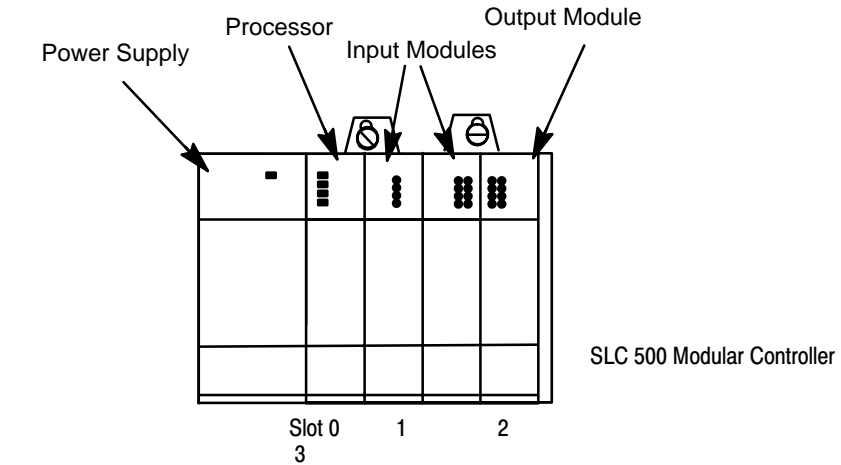 Output Module
Processor
Input Modules
Power Supply
SLC 500 Modular Controller
Slot 0 1 2
3